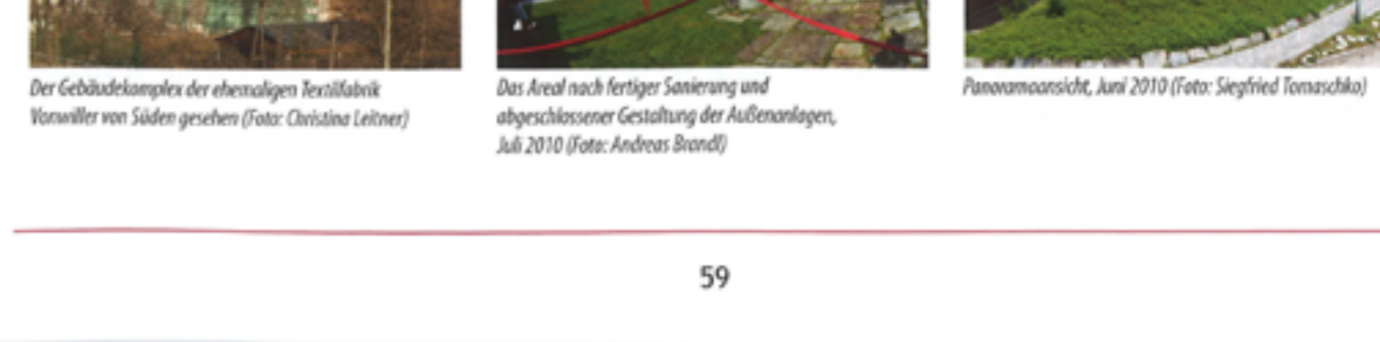 Der Gebäudekomplex der ehemaligen Textilfabrik
Vonwiller von Süden gesehen (Foto: Christina Leitner)
Das Areal nach fertiger Sanierung und
abgeschlossener Gestaltung der Außenanlagen,
Juli 2010 (Foto: Andreas Brandl)
Panoramaansicht, Juni 2010 (Foto: Siegfried Tomaschko)
59